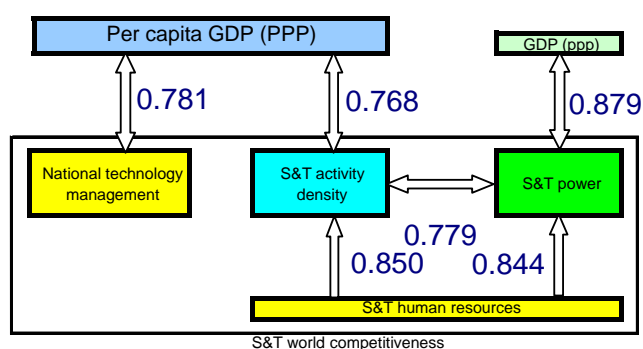 Per capita GDP (PPP)
GDP (ppp)
0.781
0.768
0.879
National technology
management
S&T activity
density
S&T power
0.779
0.850
0.844
S&T human resources
S&T world competitiveness